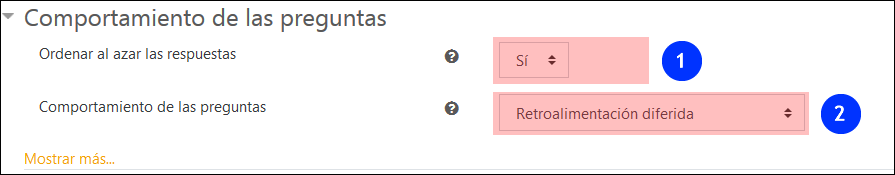 Comportamiento de las preguntas
Ordenar al azar las respuestas Sí 1
Comportamiento de las preguntas Retroalimentación diferida 2
Mostrar más...